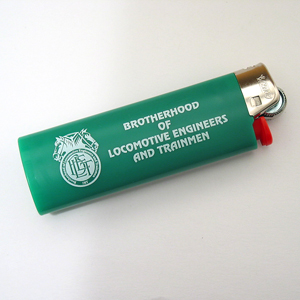 BROTHERHOOD
OF
LOCOMOTIVE ENGINEERS
AND TRAINMEN